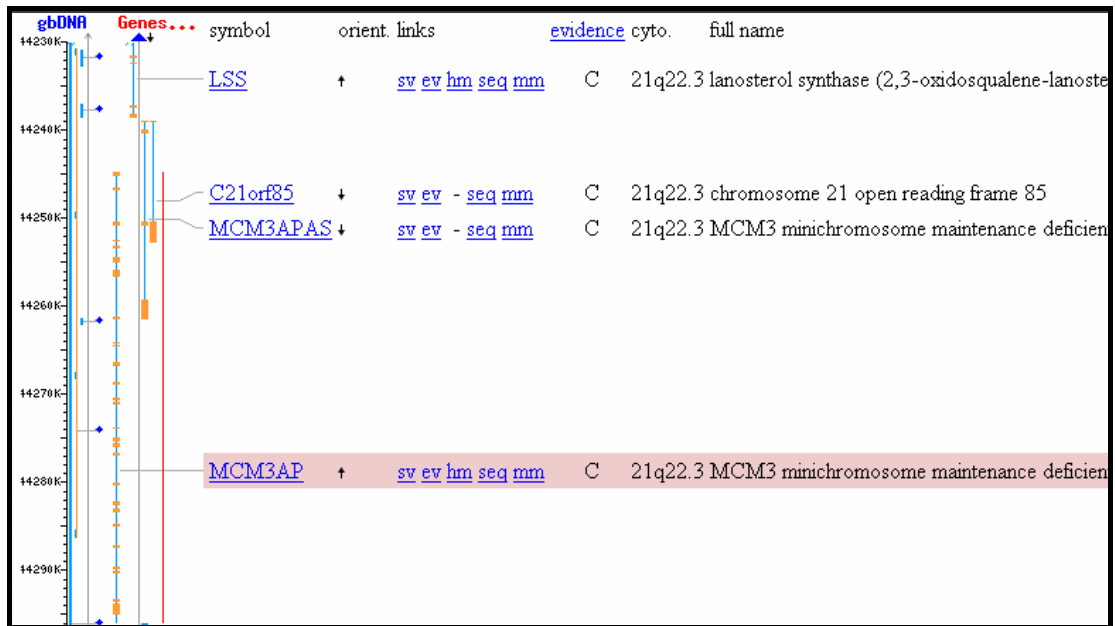 gbDNA Genes... symbol orient. links evidence cyto. full name
14230K
LSS sv ev hm seq mm C 21q22.3 lanosterol synthase (2,3-oxidosqualene-lanoste
14240K
C21orf85 sv ev - seq mm C 21q22.3 chromosome 21 open reading frame 85
14250K
MCM3APAS sv ev - seq mm C 21q22.3 MCM3 minichromosome maintenance deficien
14260K
14270K
MCM3AP sv ev hm seq mm C 21q22.3 MCM3 minichromosome maintenance deficien
14280K
14290K